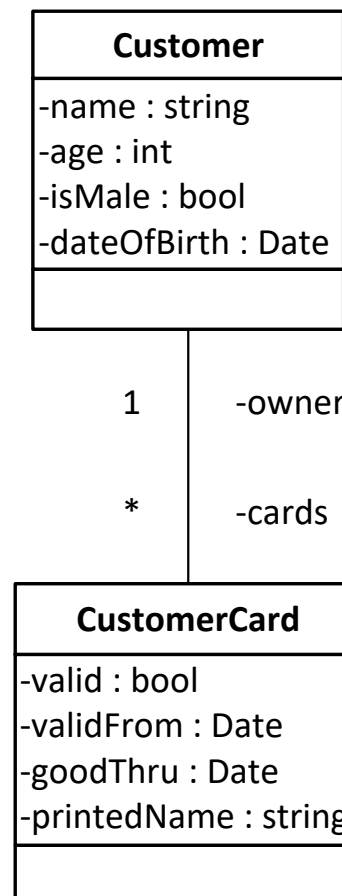 Customer
-name : string
-age : int
-isMale : bool
-dateOfBirth : Date
1 -owner
* -cards
CustomerCard
-valid : bool
-validFrom : Date
-goodThru : Date
-printedName : string